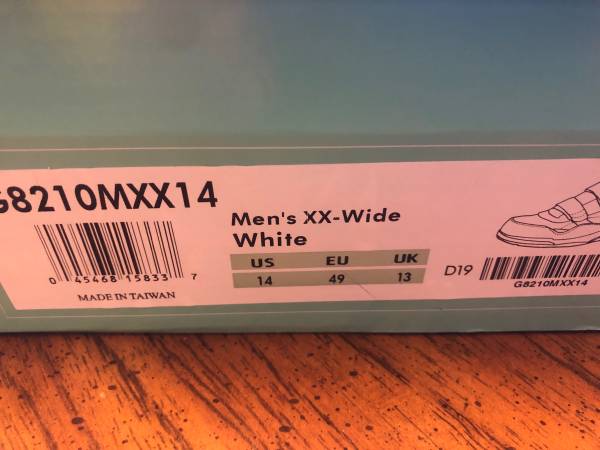 G8210MXX14
0 45468 15833 7
MADE IN TAIWAN
Men's XX-Wide
White
US EU UK
14 49 13
D19
G8210MXX14